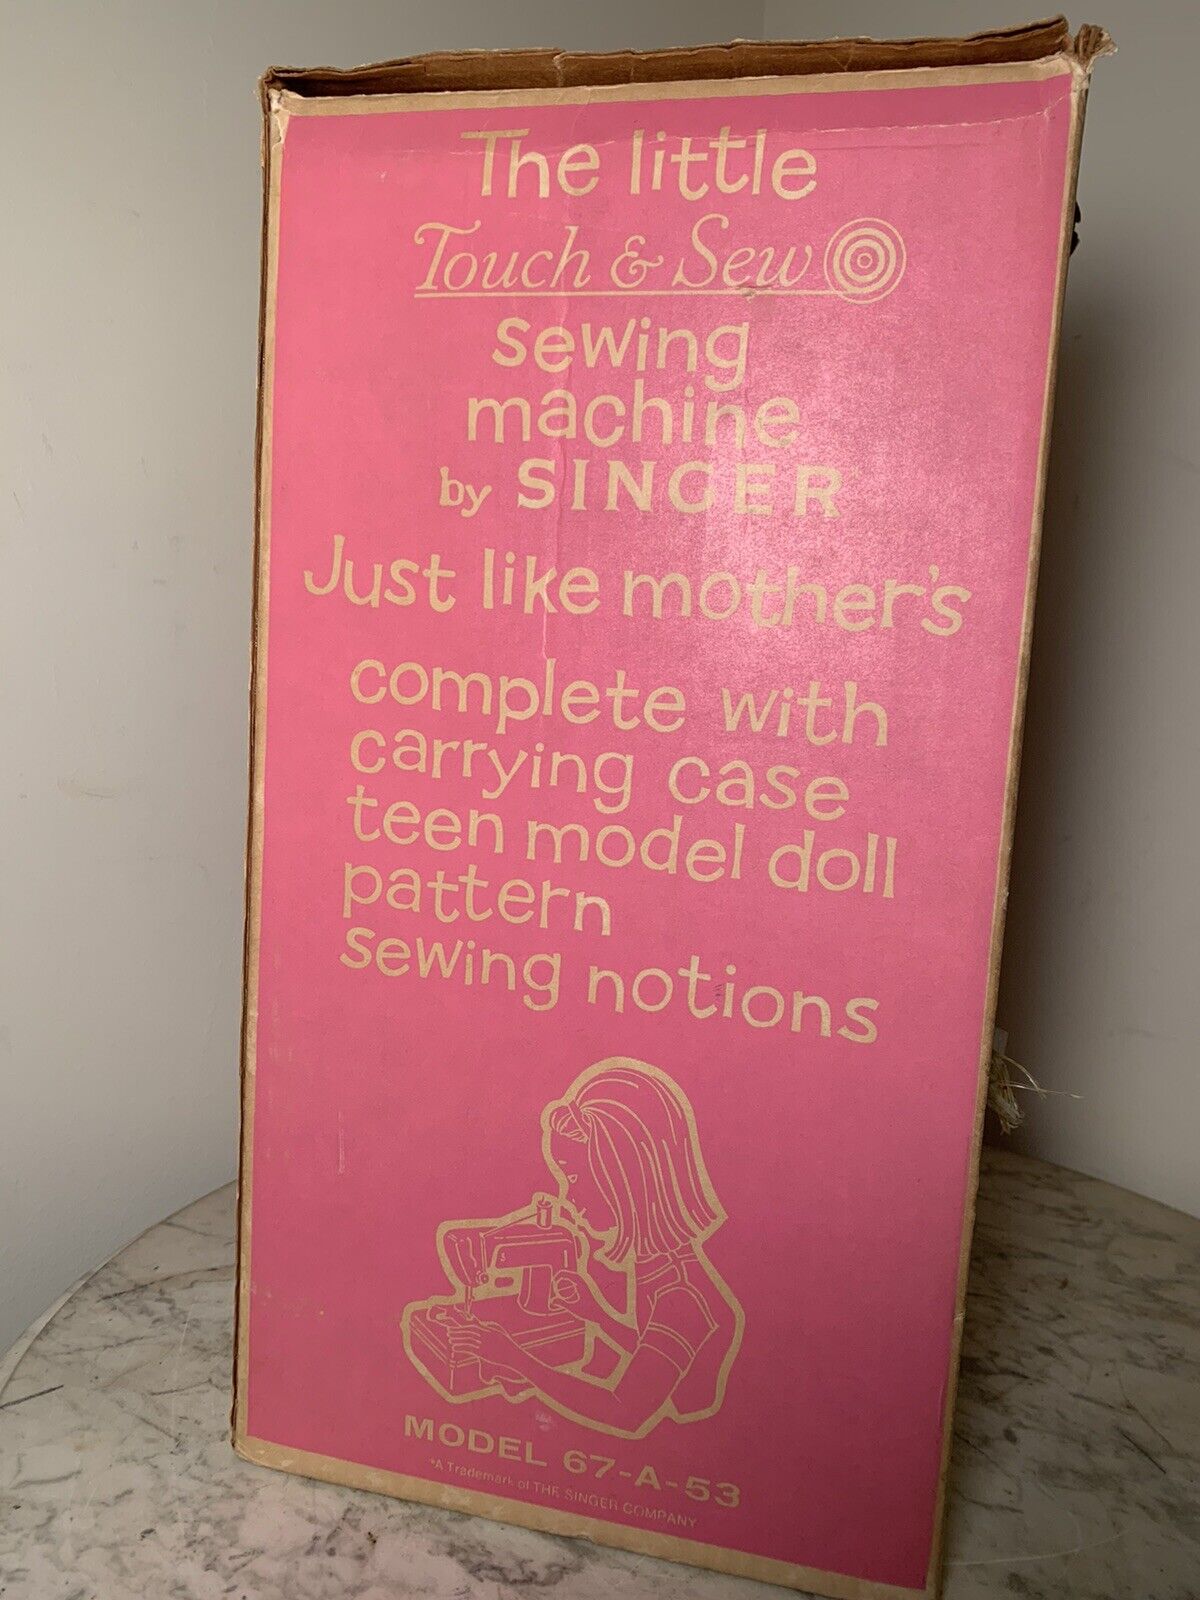 The little
Touch & Sew
sewing
machine
by SINGER*
Just like mother's
complete with
carrying case
teen model doll
pattern
sewing notions
S
MODEL 67-A-53
*A Trademark of THE SINGER COMPANY